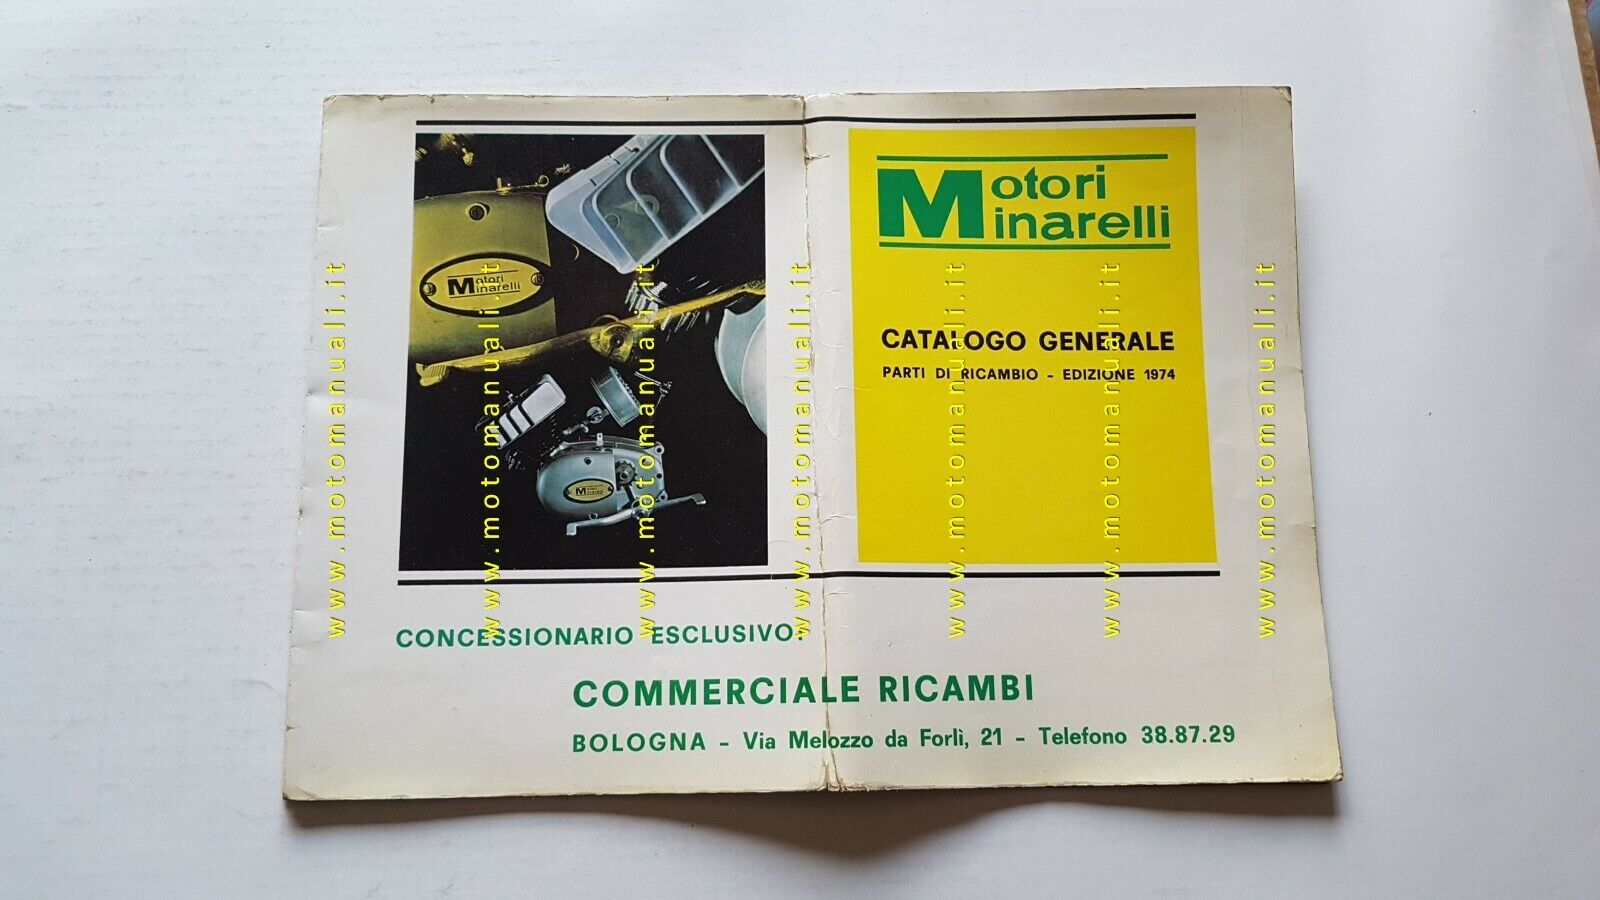 Motori
Minarelli
Motori
Minarelli
Motori
Minarelli
CATALOGO GENERALE
PARTI DI RICAMBIO - EDIZIONE 1974
CONCESSIONARIO ESCLUSIVO:
COMMERCIALE RICAMBI
BOLOGNA - Via Melozzo da Forlì, 21 - Telefono 38.87.29
www.motomanuali.it
www.motomanuali.it
www.motomanuali.it
www.motomanuali.it
www.motomanuali.it
www.motomanuali.it
www.motomanuali.it